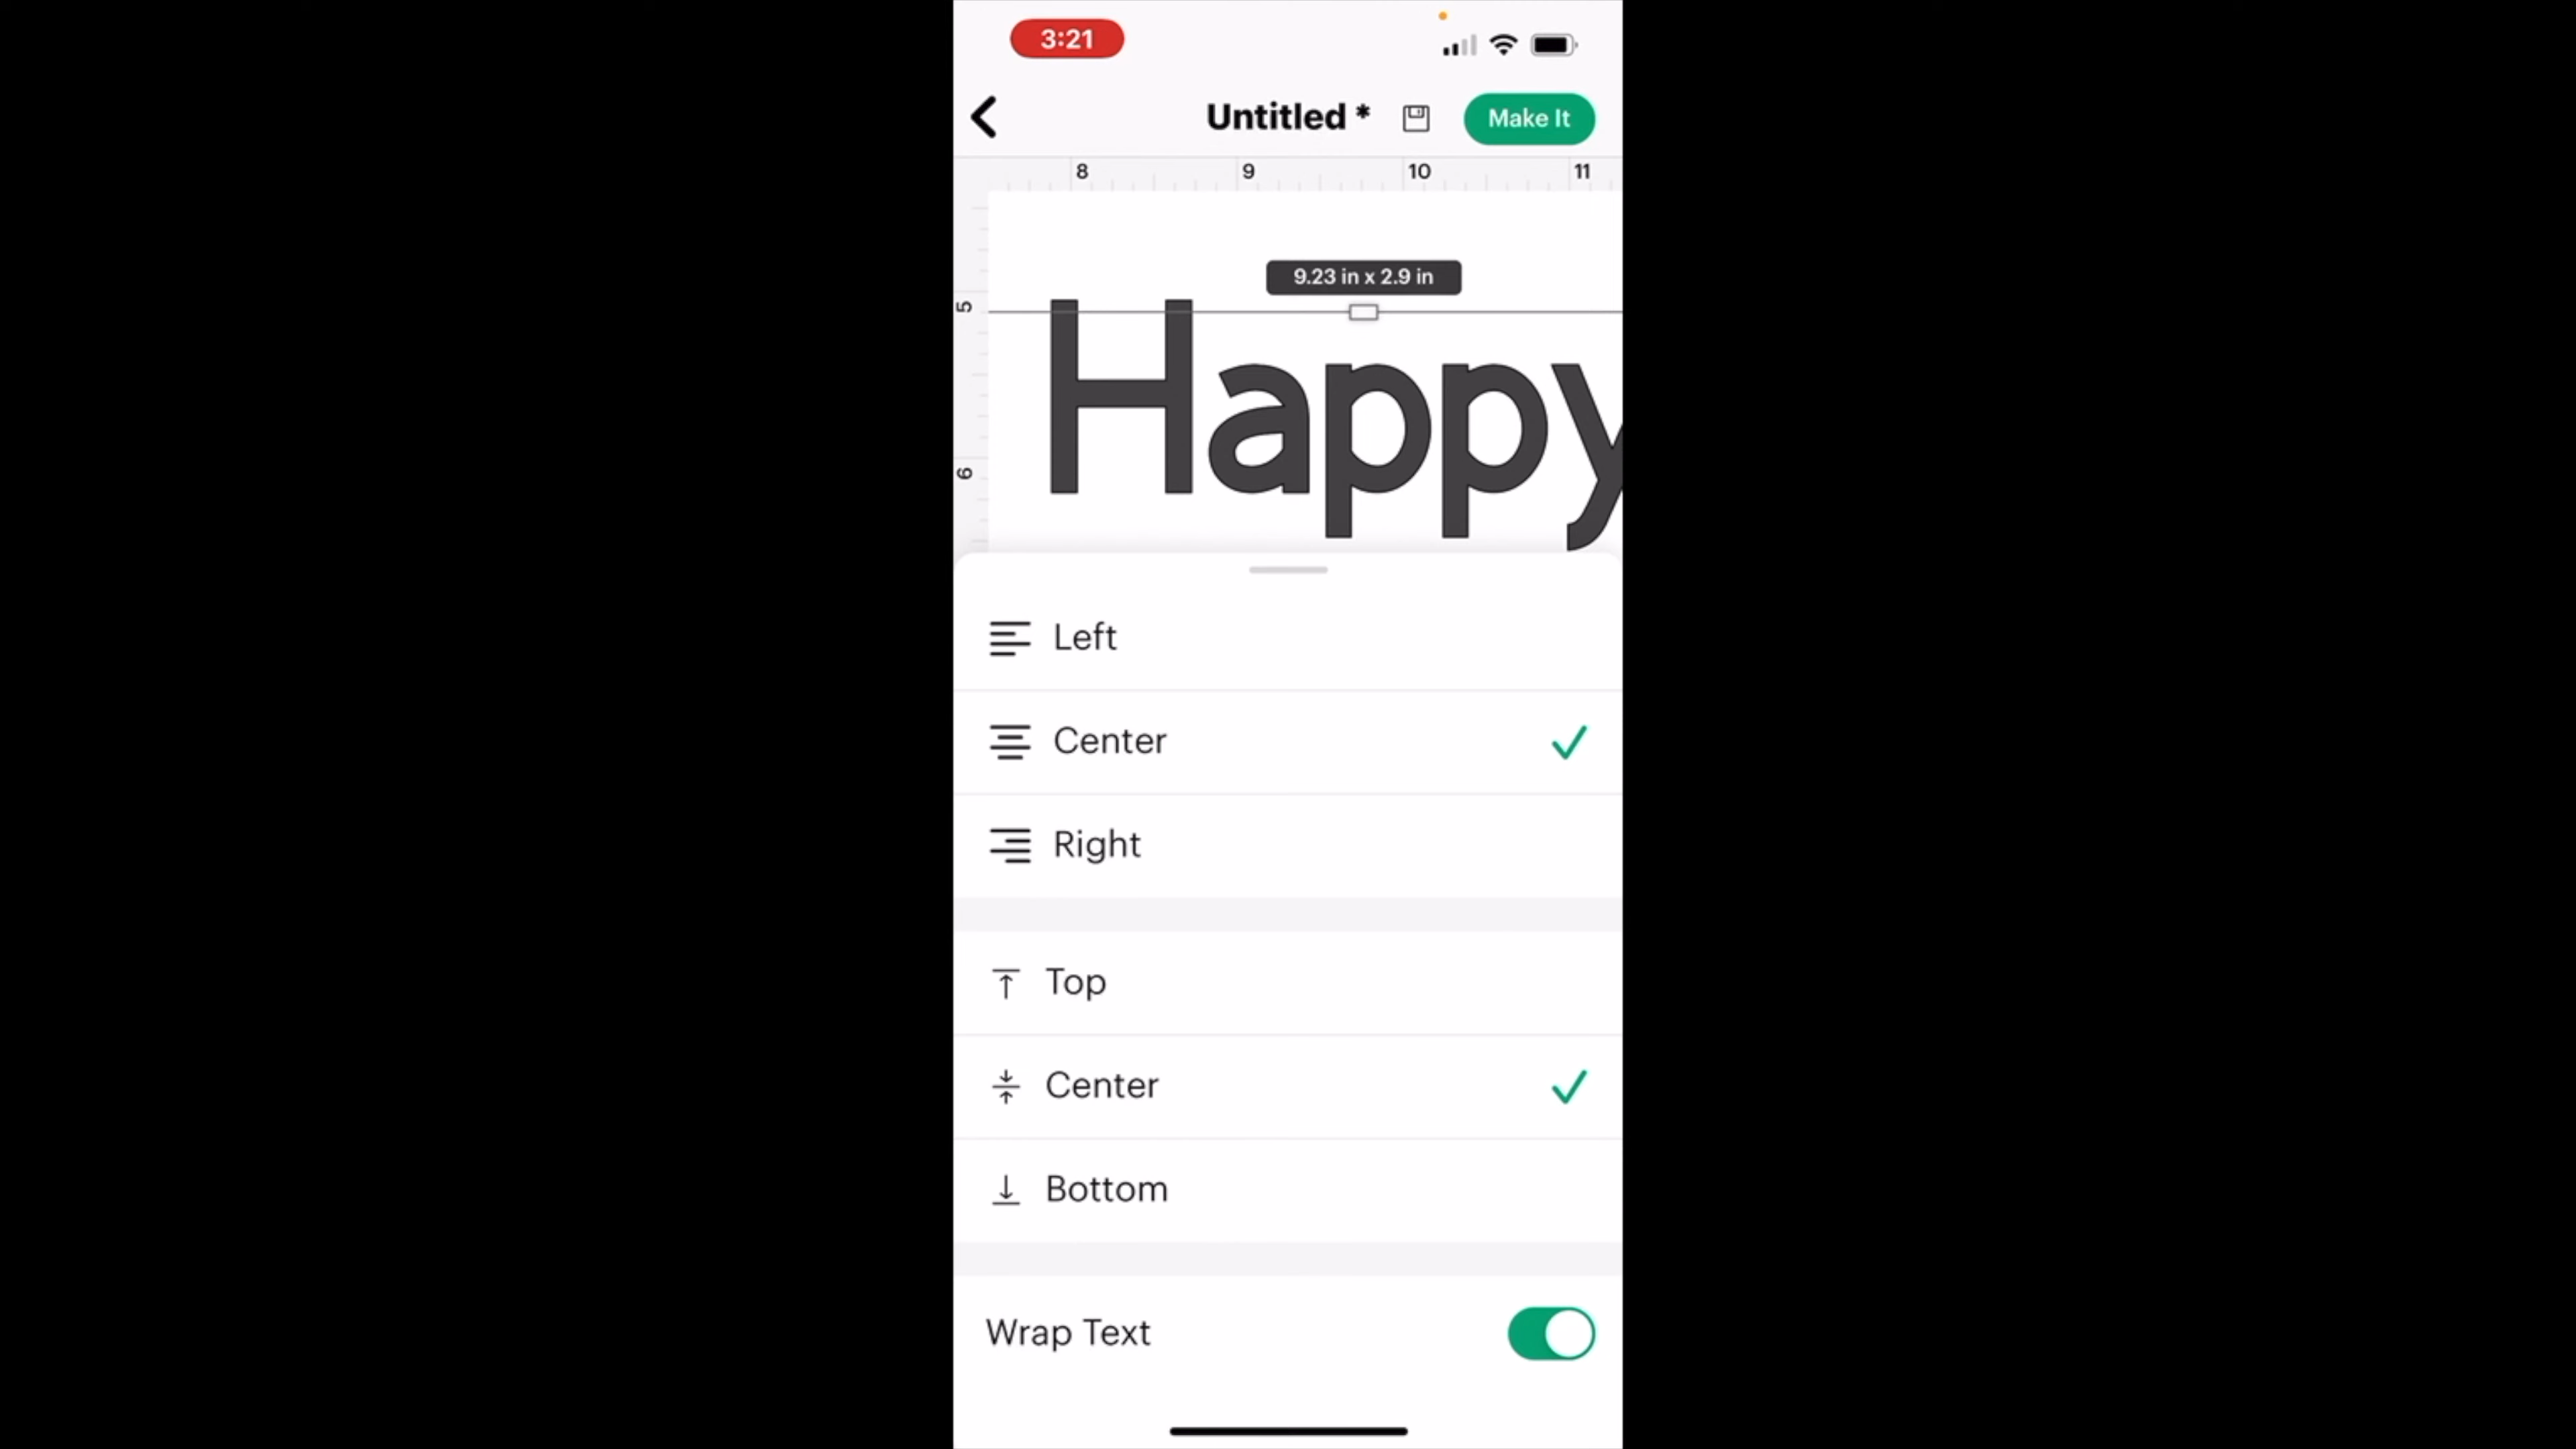 3:21
Untitled *
Make It
8 9 10 11
9.23 in x 2.9 in
5
Happy
6
Left
Center
Right
Top
Center
Bottom
Wrap Text